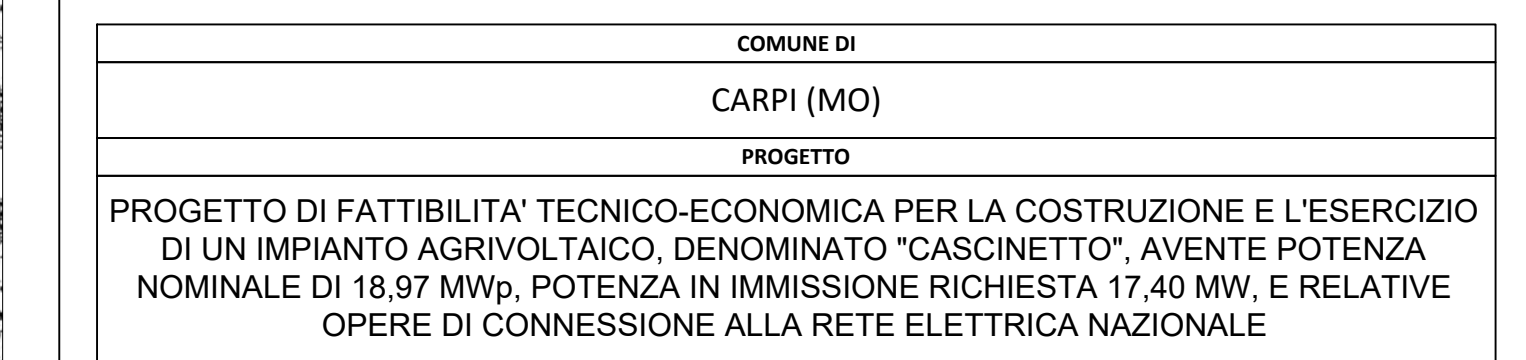 COMUNE DI
CARPI (MO)
PROGETTO
PROGETTO DI FATTIBILITA' TECNICO-ECONOMICA PER LA COSTRUZIONE E L'ESERCIZIO
DI UN IMPIANTO AGRIVOLTAICO, DENOMINATO "CASCINETTO", AVENTE POTENZA
NOMINALE DI 18,97 MWp, POTENZA IN IMMISSIONE RICHIESTA 17,40 MW, E RELATIVE
OPERE DI CONNESSIONE ALLA RETE ELETTRICA NAZIONALE